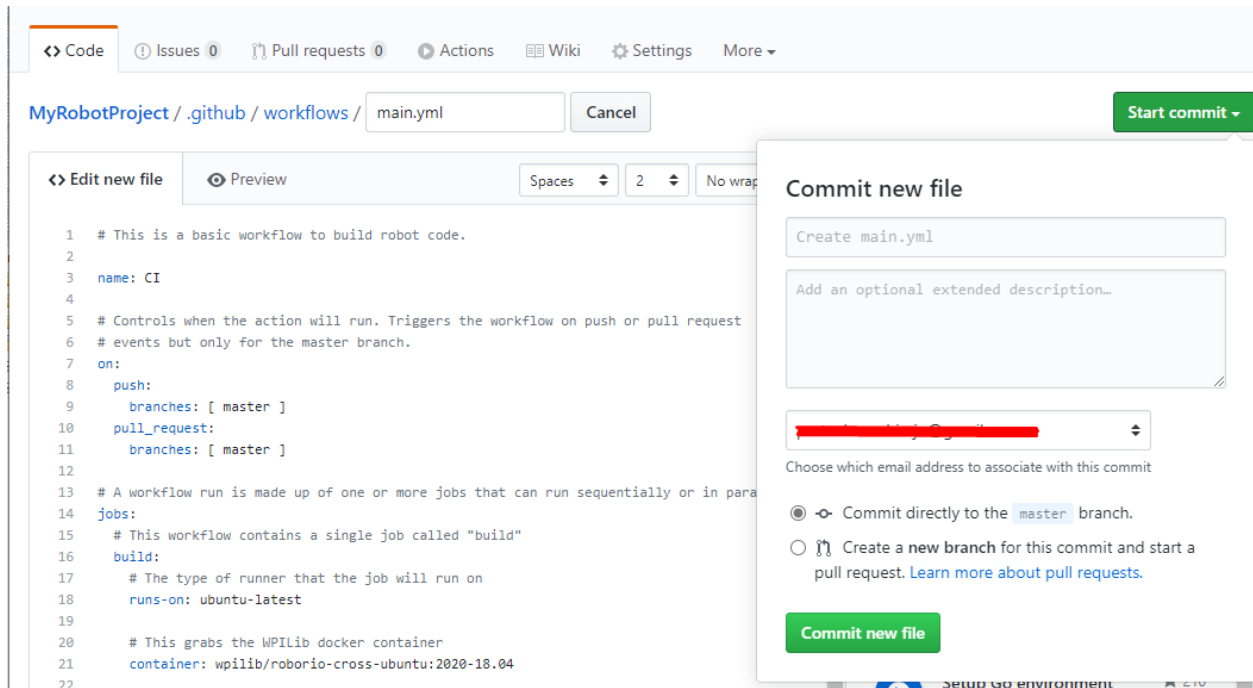 Code Issues 0 Pull requests 0 Actions Wiki Settings More
MyRobotProject / .github / workflows / main.yml Cancel
Start commit
Edit new file Preview
Spaces 2 No wrap
1 # This is a basic workflow to build robot code.
2
3 name: CI
4
5 # Controls when the action will run. Triggers the workflow on push or pull request
6 # events but only for the master branch.
7 on:
8 push:
9 branches: [ master ]
10 pull_request:
11 branches: [ master ]
12
13 # A workflow run is made up of one or more jobs that can run sequentially or in para
14 jobs:
15 # This workflow contains a single job called "build"
16 build:
17 # The type of runner that the job will run on
18 runs-on: ubuntu-latest
19
20 # This grabs the WPILib docker container
21 container: wpilib/roborio-cross-ubuntu:2020-18.04
22
Commit new file
Create main.yml
Add an optional extended description…
Choose which email address to associate with this commit
Commit directly to the master branch.
Create a new branch for this commit and start a
pull request. Learn more about pull requests.
Commit new file
Setup Go environment 210